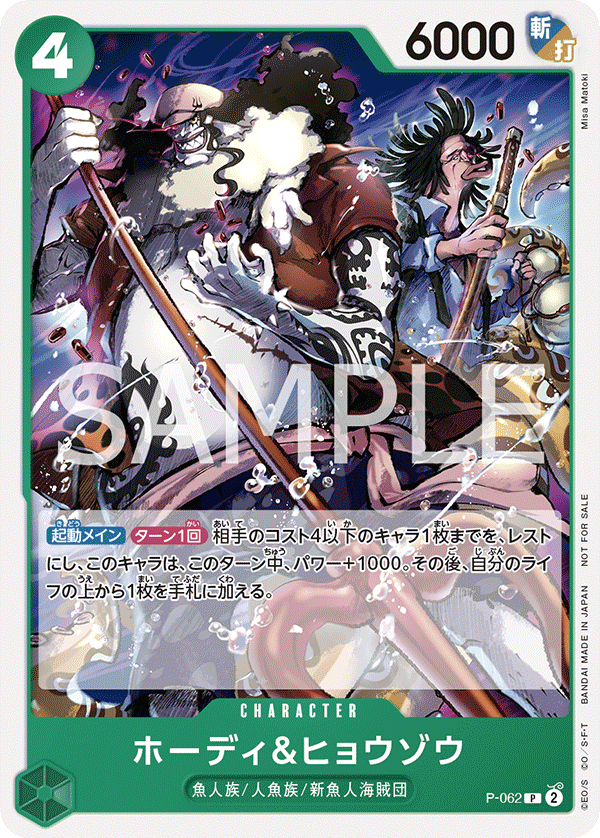 4
6000
斬
打
Misa Matoki
SAMPLE
起動メイン ターン1回 相手のコスト4以下のキャラ1枚までを、レスト
にし、このキャラは、このターン中、パワー+1000。その後、自分のライ
フの上から1枚を手札に加える。
CHARACTER
ホーディ&ヒョウゾウ
魚人族/人魚族/新魚人海賊団
P-062 P 2
©EO/S ©O/S・F・T BANDAI MADE IN JAPAN NOT FOR SALE